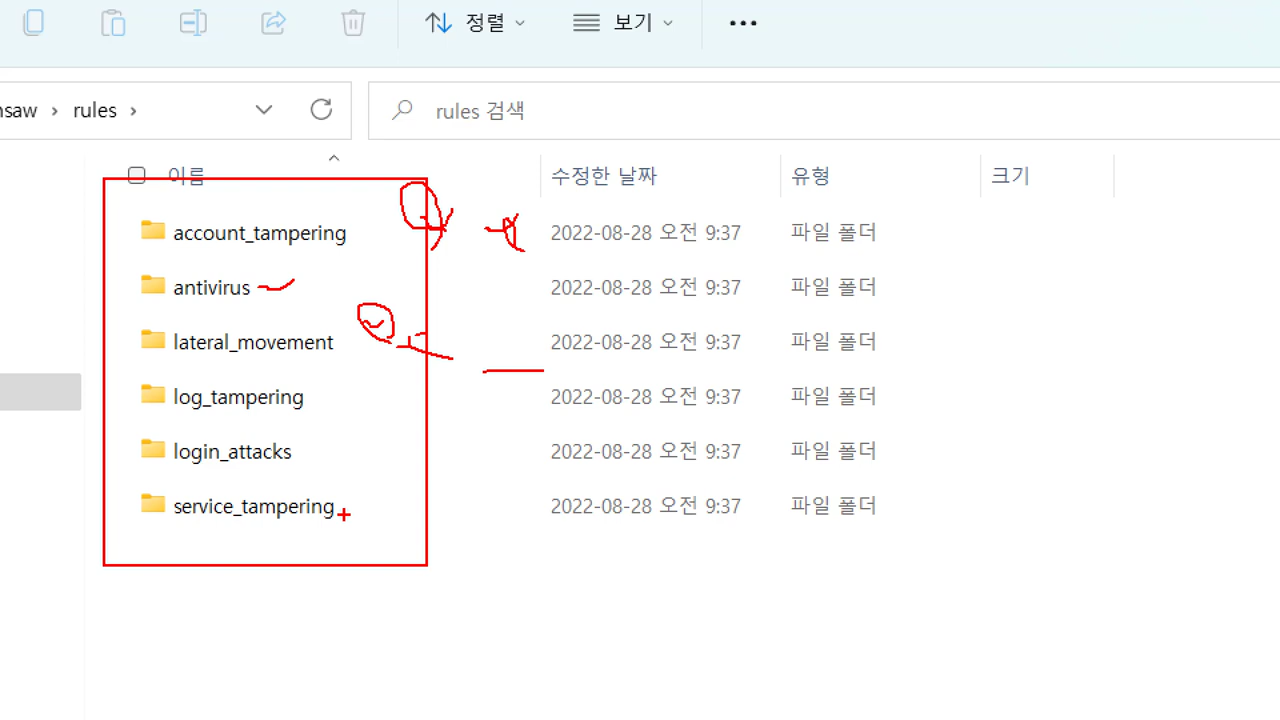 정렬 보기
nsaw > rules >
rules 검색
이름 수정한 날짜 유형 크기
account_tampering 2022-08-28 오전 9:37 파일 폴더
antivirus 2022-08-28 오전 9:37 파일 폴더
lateral_movement 2022-08-28 오전 9:37 파일 폴더
log_tampering 2022-08-28 오전 9:37 파일 폴더
login_attacks 2022-08-28 오전 9:37 파일 폴더
service_tampering 2022-08-28 오전 9:37 파일 폴더